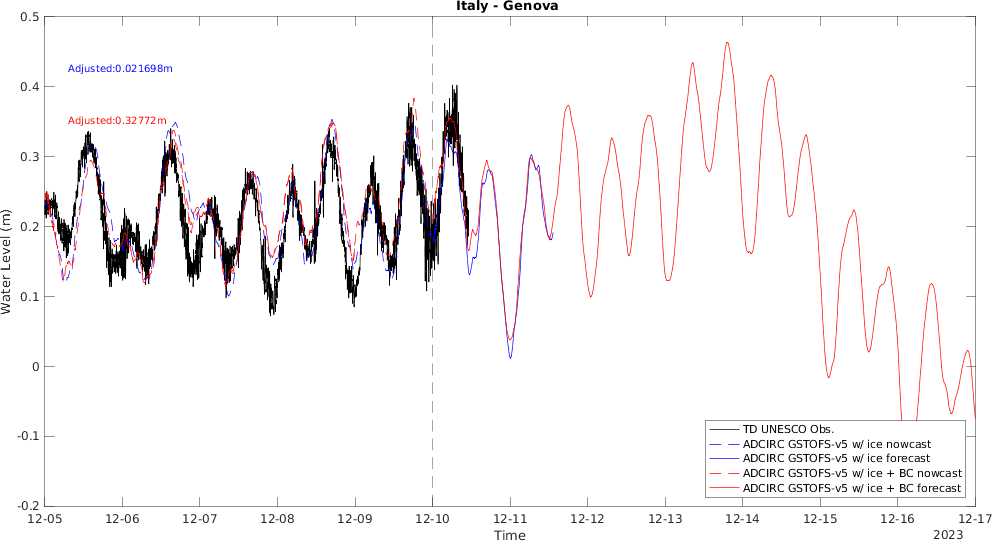 Italy - Genova
0.5
0.4
0.3
0.2
0.1
0
-0.1
-0.2
Water Level (m)
Adjusted:0.021698m
Adjusted:0.32772m
TD UNESCO Obs.
ADCIRC GSTOFS-v5 w/ ice nowcast
ADCIRC GSTOFS-v5 w/ ice forecast
ADCIRC GSTOFS-v5 w/ ice + BC nowcast
ADCIRC GSTOFS-v5 w/ ice + BC forecast
12-05 12-06 12-07 12-08 12-09 12-10 12-11 12-12 12-13 12-14 12-15 12-16 12-17
Time
2023